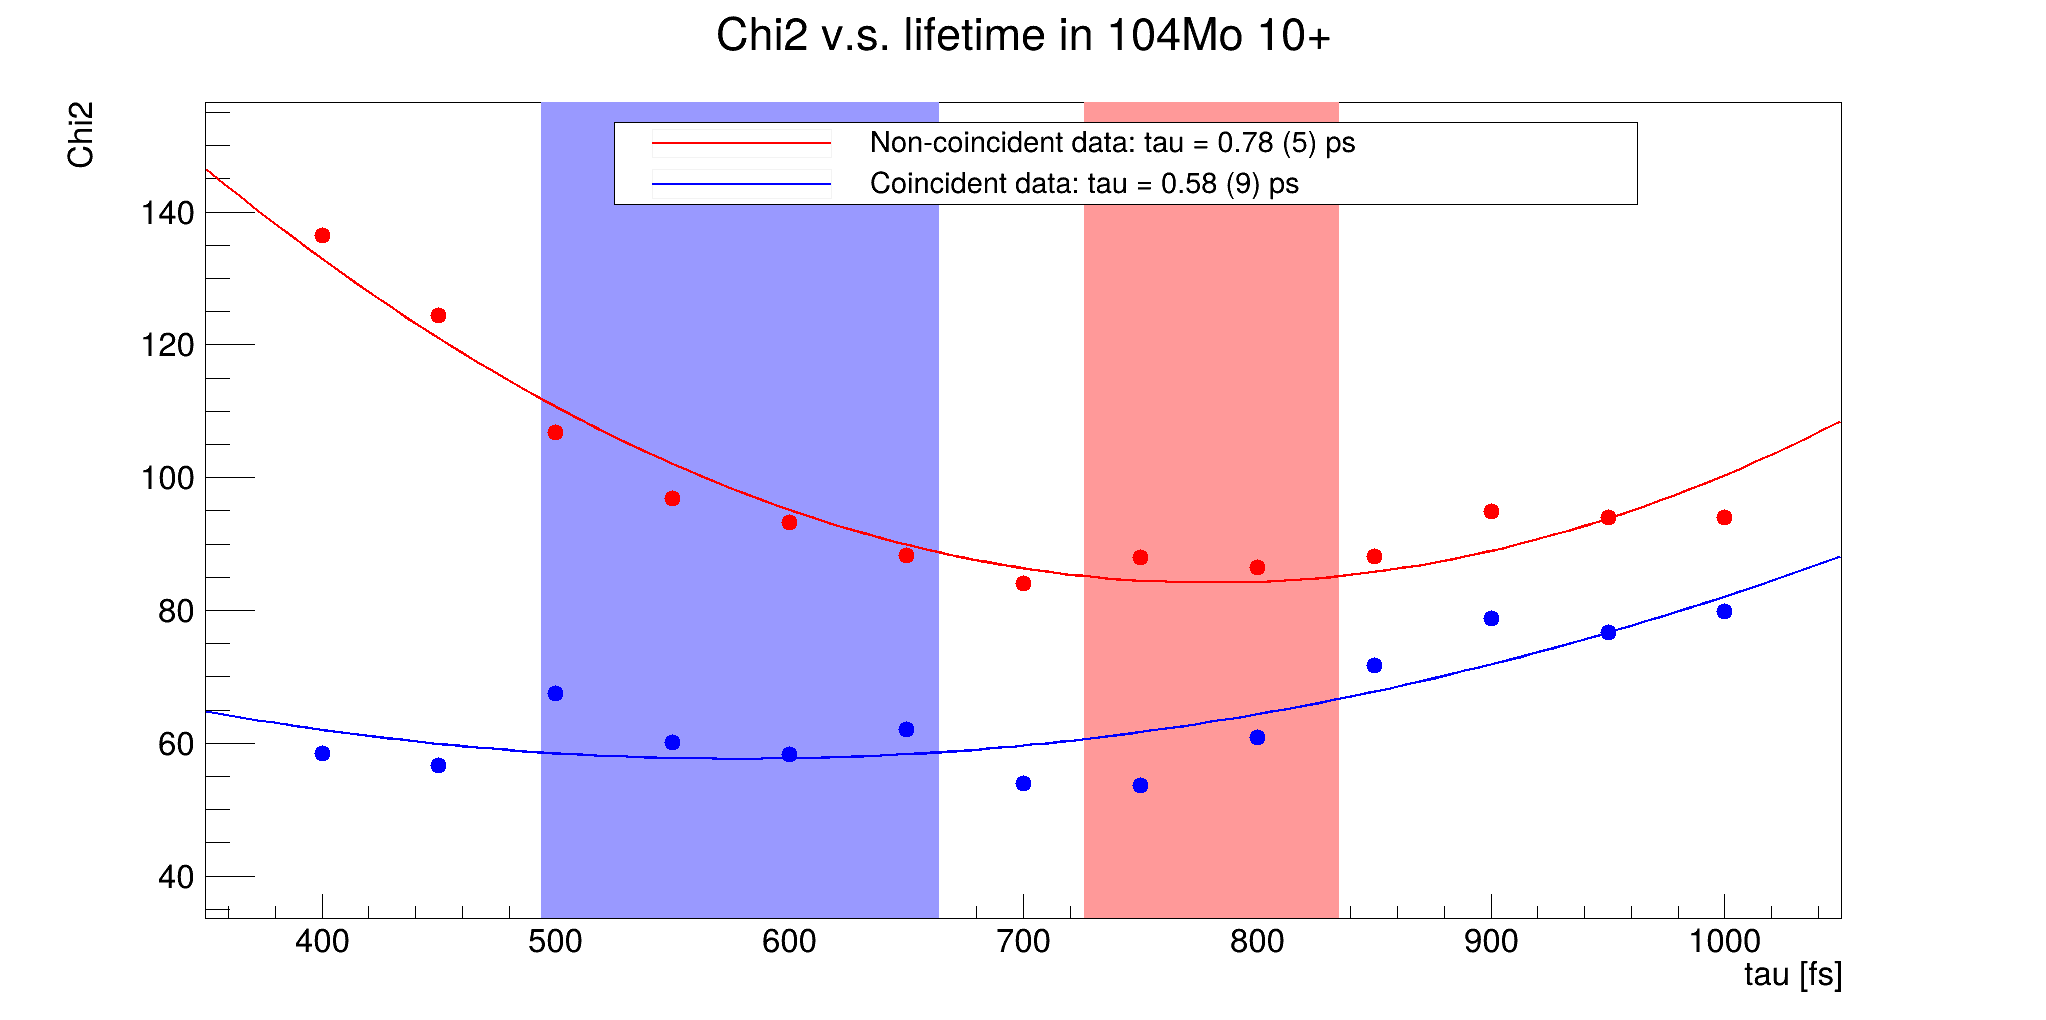 Chi2 v.s. lifetime in 104Mo 10+
Chi2
Non-coincident data: tau = 0.78 (5) ps
Coincident data: tau = 0.58 (9) ps
140
120
100
80
60
40
400 500 600 700 800 900 1000
tau [fs]